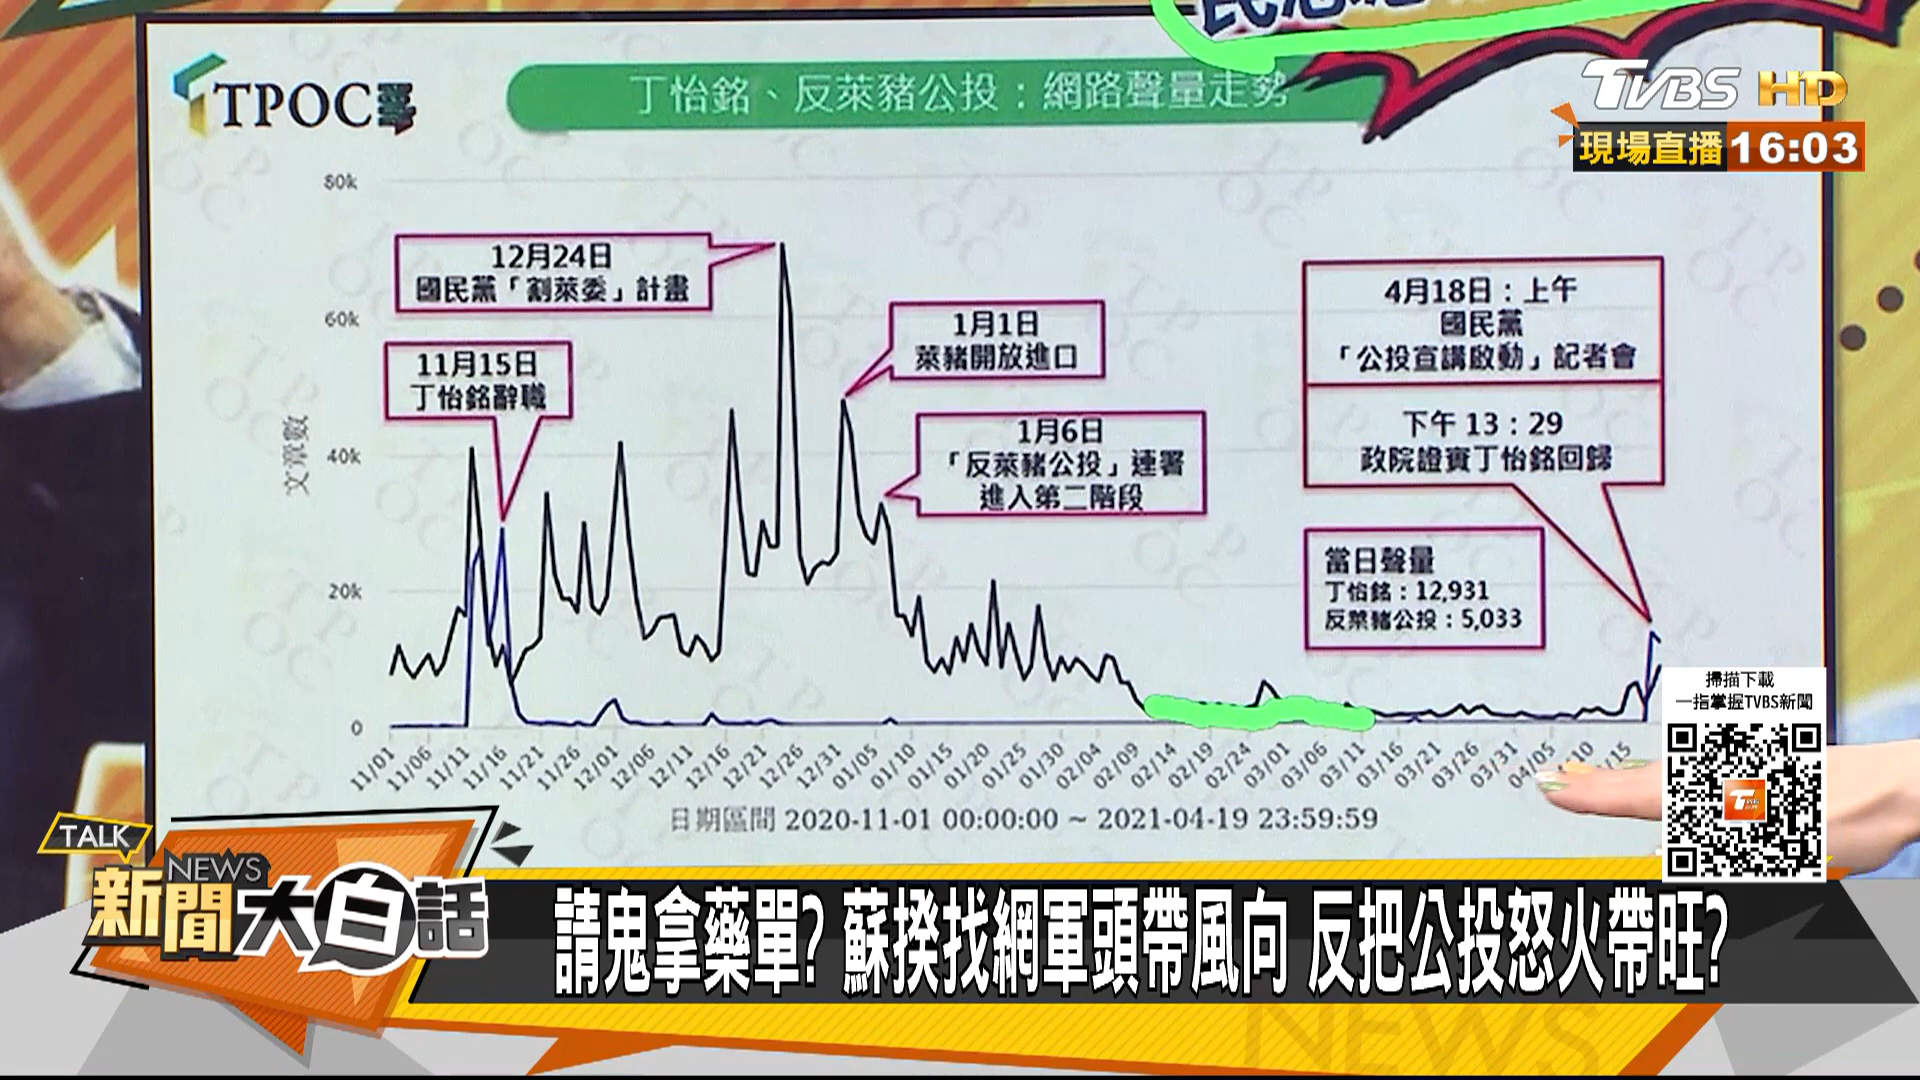 TPOC
丁怡銘、反萊豬公投：網路聲量走勢
TVBS HD
現場直播 16:03
80k
60k
40k
20k
0
文章數
12月24日
國民黨「割萊委」計畫
11月15日
丁怡銘辭職
1月1日
萊豬開放進口
1月6日
「反萊豬公投」連署
進入第二階段
4月18日：上午
國民黨
「公投宣講啟動」記者會
下午 13：29
政院證實丁怡銘回歸
當日聲量
丁怡銘：12,931
反萊豬公投：5,033
11/01 11/06 11/11 11/16 11/21 11/26 12/01 12/06 12/11 12/16 12/21 12/26 12/31 01/05 01/10 01/15 01/20 01/25 01/30 02/04 02/09 02/14 02/19 02/24 03/01 03/06 03/11 03/16 03/21 03/26 03/31 04/05
日期區間 2020-11-01 00:00:00 ~ 2021-04-19 23:59:59
掃描下載
一指掌握TVBS新聞
TALK
NEWS
新聞大白話
請鬼拿藥單? 蘇揆找網軍頭帶風向 反把公投怒火帶旺?
NEWS